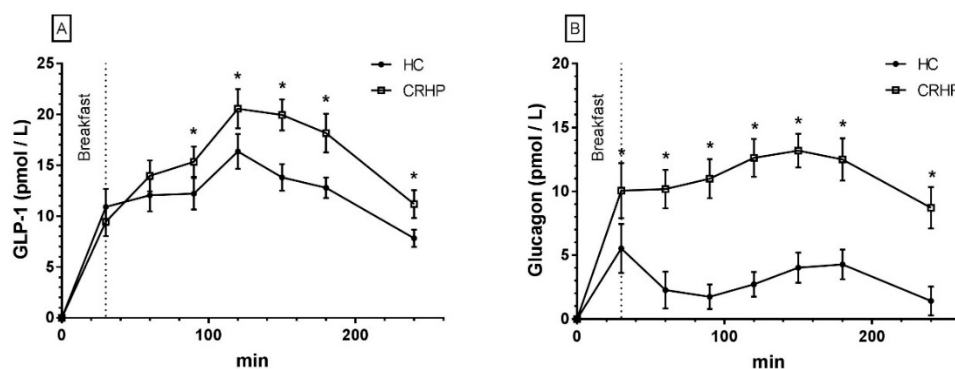 A
HC
CRHP
GLP-1 (pmol / L)
25
20
15
10
5
0
Breakfast
* * * * *
0 100 200
min
B
HC
CRHP
Glucagon (pmol / L)
20
15
10
5
0
Breakfast
* * * * * * *
0 100 200
min